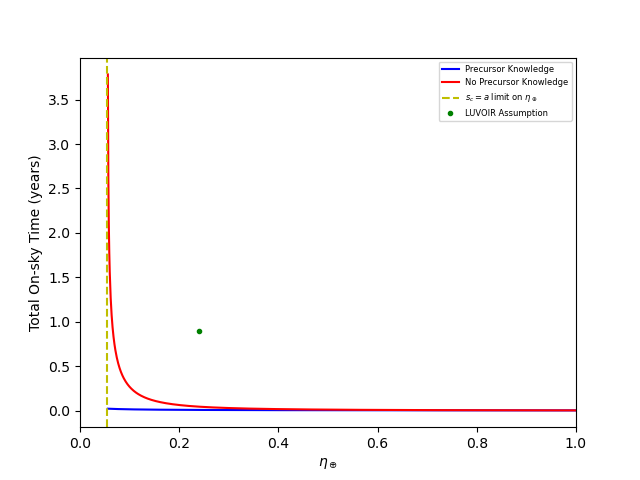 Precursor Knowledge
No Precursor Knowledge
s_c = a limit on η⊕
LUVOIR Assumption
Total On-sky Time (years)
3.5
3.0
2.5
2.0
1.5
1.0
0.5
0.0
0.0 0.2 0.4 0.6 0.8 1.0
η⊕